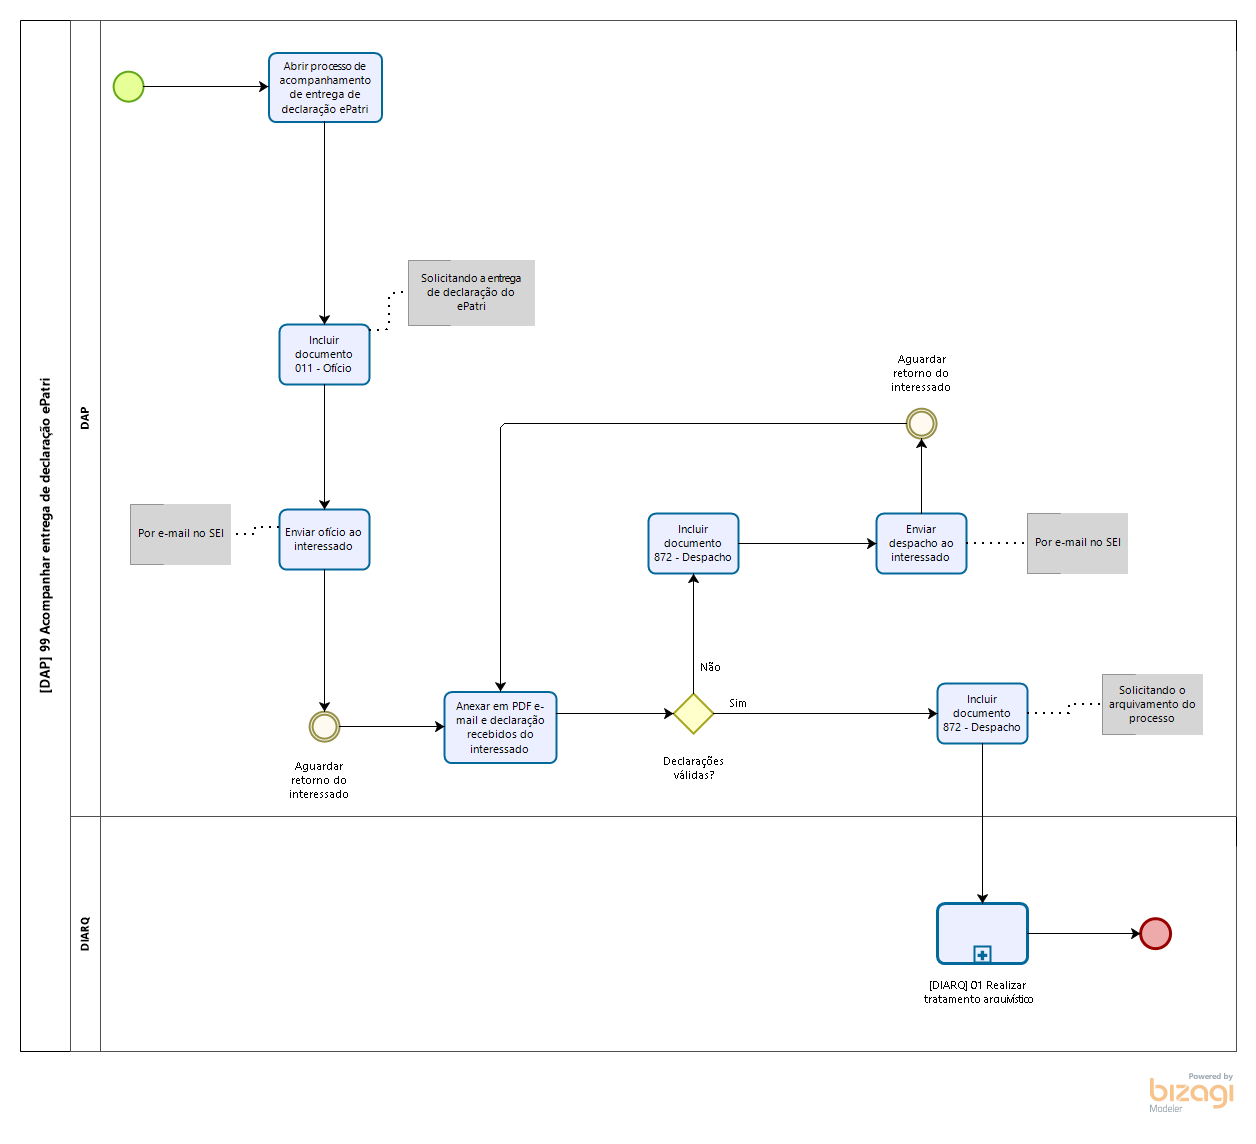 [DAP] 99 Acompanhar entrega de declaração ePatri
DAP
Abrir processo de
acompanhamento
de entrega de
declaração ePatri
Solicitando a entrega
de declaração do
ePatri
Incluir
documento
011 - Ofício
Aguardar
retorno do
interessado
Por e-mail no SEI
Enviar ofício ao
interessado
Incluir
documento
872 - Despacho
Enviar
despacho ao
interessado
Por e-mail no SEI
Não
Sim
Anexar em PDF e-
mail e declaração
recebidos do
interessado
Incluir
documento
872 - Despacho
Solicitando o
arquivamento do
processo
Aguardar
retorno do
interessado
Declarações
válidas?
DIARQ
[DIARQ] 01 Realizar
tratamento arquivístico
Powered by
bizagi
Modeler